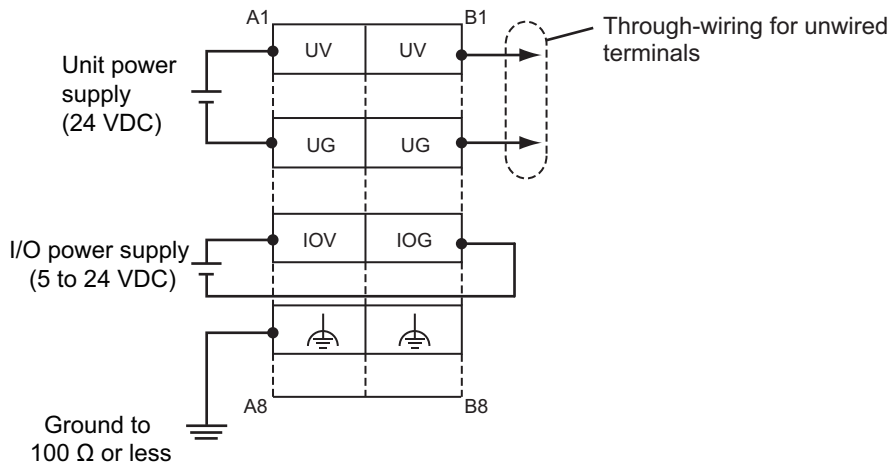 A1
B1
Through-wiring for unwired
terminals
UV
UV
Unit power
supply
(24 VDC)
UG
UG
I/O power supply
(5 to 24 VDC)
IOV
IOG
A8
B8
Ground to
100 Ω or less